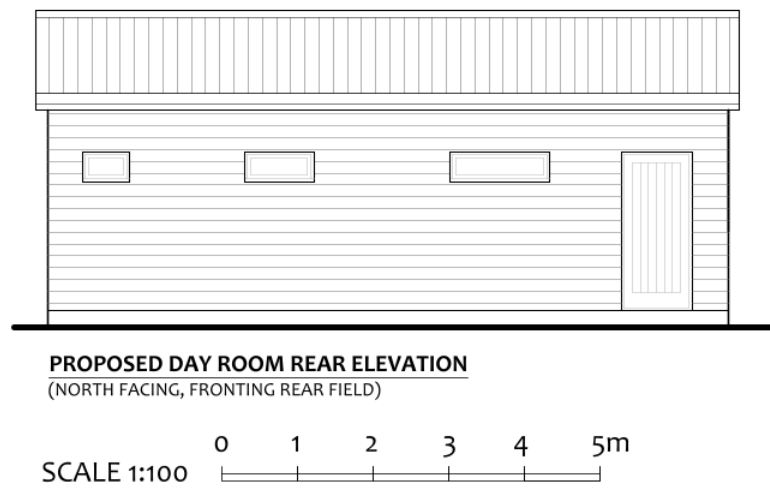 PROPOSED DAY ROOM REAR ELEVATION
(NORTH FACING, FRONTING REAR FIELD)
0 1 2 3 4 5m
SCALE 1:100